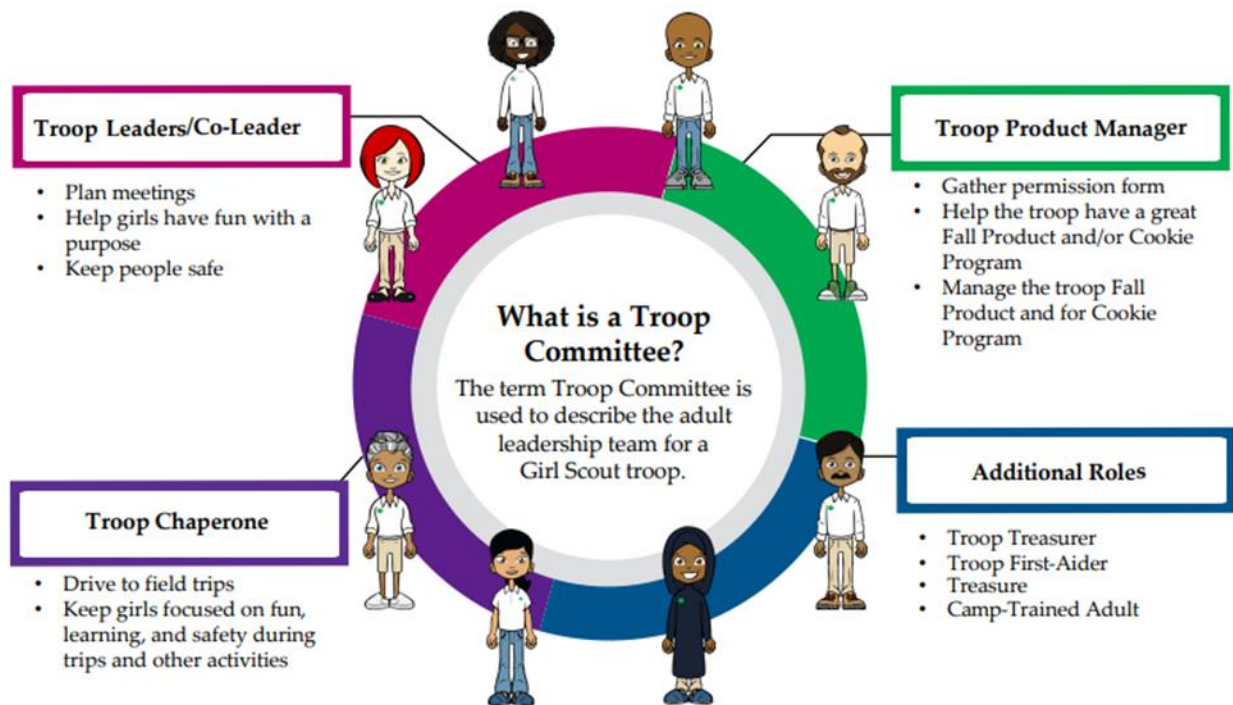 Troop Leaders/Co-Leader
• Plan meetings
• Help girls have fun with a
purpose
• Keep people safe
Troop Product Manager
• Gather permission form
• Help the troop have a great
Fall Product and/or Cookie
Program
• Manage the troop Fall
Product and for Cookie
Program
What is a Troop
Committee?
The term Troop Committee is
used to describe the adult
leadership team for a
Girl Scout troop.
Troop Chaperone
• Drive to field trips
• Keep girls focused on fun,
learning, and safety during
trips and other activities
Additional Roles
• Troop Treasurer
• Troop First-Aider
• Treasure
• Camp-Trained Adult